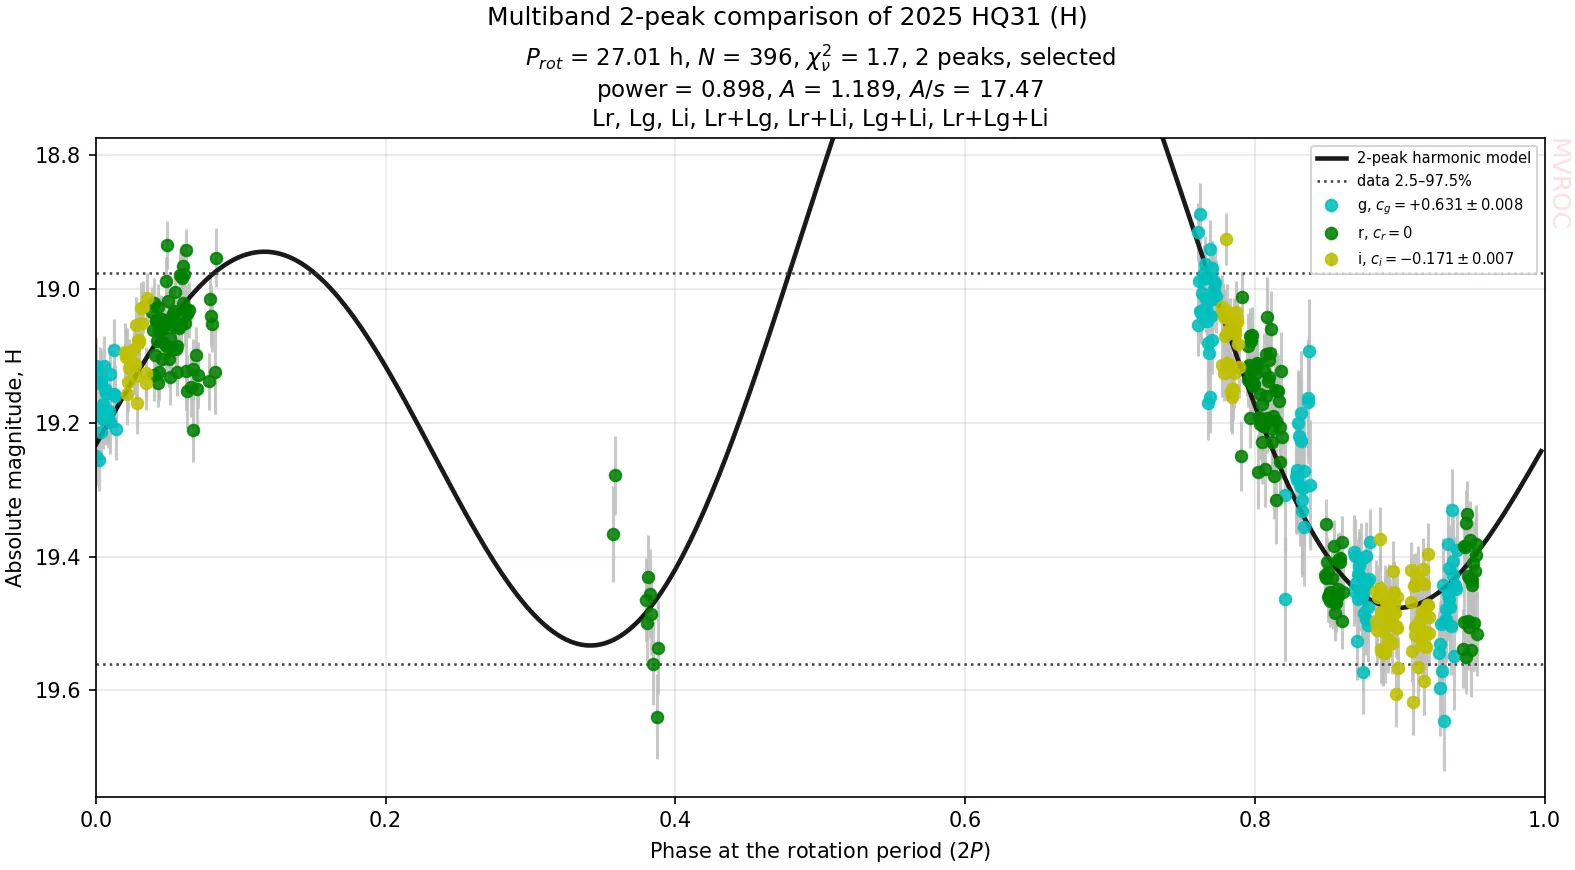 Multiband 2-peak comparison of 2025 HQ31 (H)
P_rot = 27.01 h, N = 396, χ²_ν = 1.7, 2 peaks, selected
power = 0.898, A = 1.189, A/s = 17.47
Lr, Lg, Li, Lr+Lg, Lr+Li, Lg+Li, Lr+Lg+Li
2-peak harmonic model
data 2.5–97.5%
g, c_g = +0.631 ± 0.008
r, c_r = 0
i, c_i = −0.171 ± 0.007
MVROC
Absolute magnitude, H
18.8
19.0
19.2
19.4
19.6
0.0 0.2 0.4 0.6 0.8 1.0
Phase at the rotation period (2P)